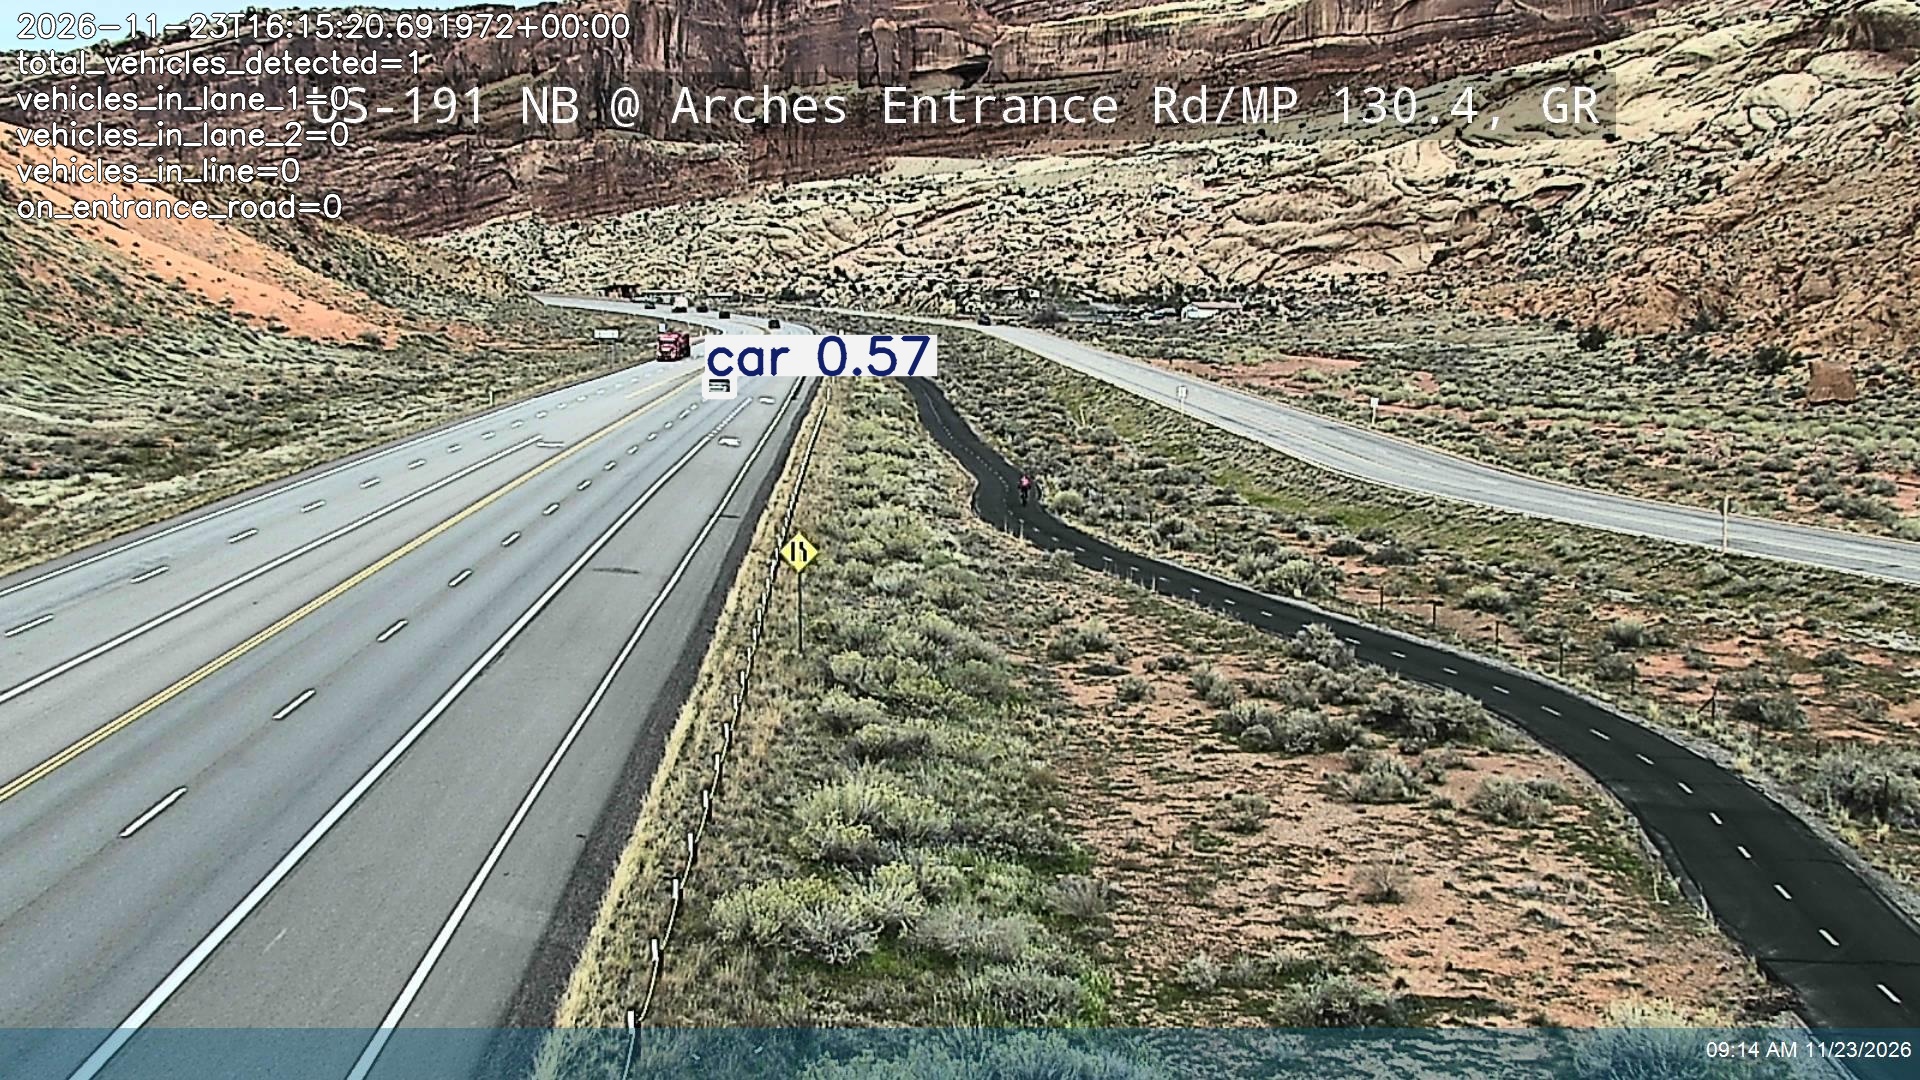 2026-11-23T16:15:20.691972+00:00
total_vehicles_detected=1
vehicles_in_lane_1=0
US-191 NB @ Arches Entrance Rd/MP 130.4, GR
vehicles_in_lane_2=0
vehicles_in_line=0
on_entrance_road=0
car 0.57
09:14 AM 11/23/2026